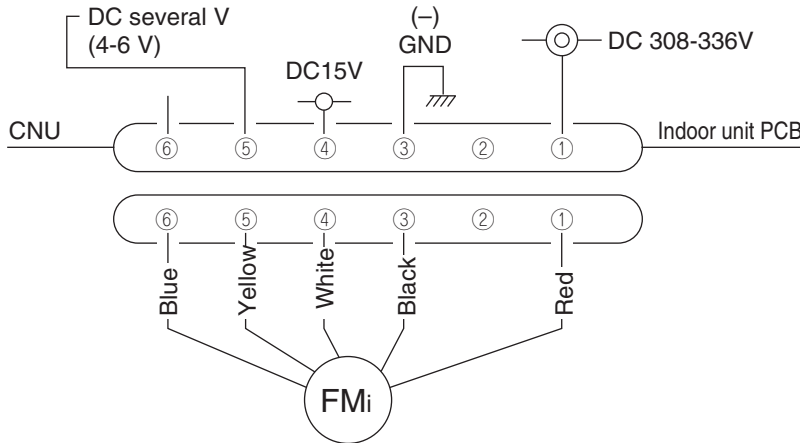 DC several V
(4-6 V)
(–)
GND
DC15V
DC 308-336V
CNU
⑥ ⑤ ④ ③ ② ①
Indoor unit PCB
⑥ ⑤ ④ ③ ② ①
Blue
Yellow
White
Black
Red
FMi